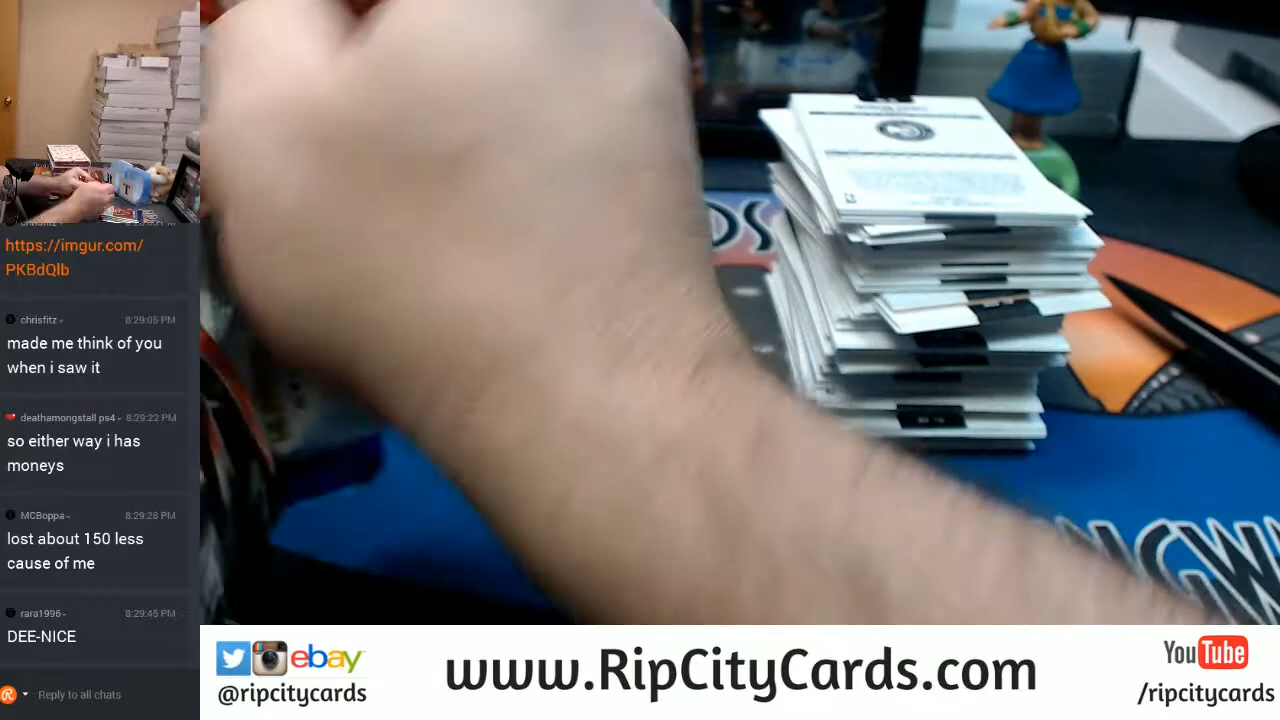 https://imgur.com/
PKBdQlb
chrisfitz 8:29:05 PM
made me think of you
when i saw it
deathamongstall ps4 8:29:22 PM
so either way i has
moneys
MCBoppa 8:29:28 PM
lost about 150 less
cause of me
rara1996 8:29:45 PM
DEE-NICE
Reply to all chats
ebay
@ripcitycards
www.RipCityCards.com
YouTube
/ripcitycards